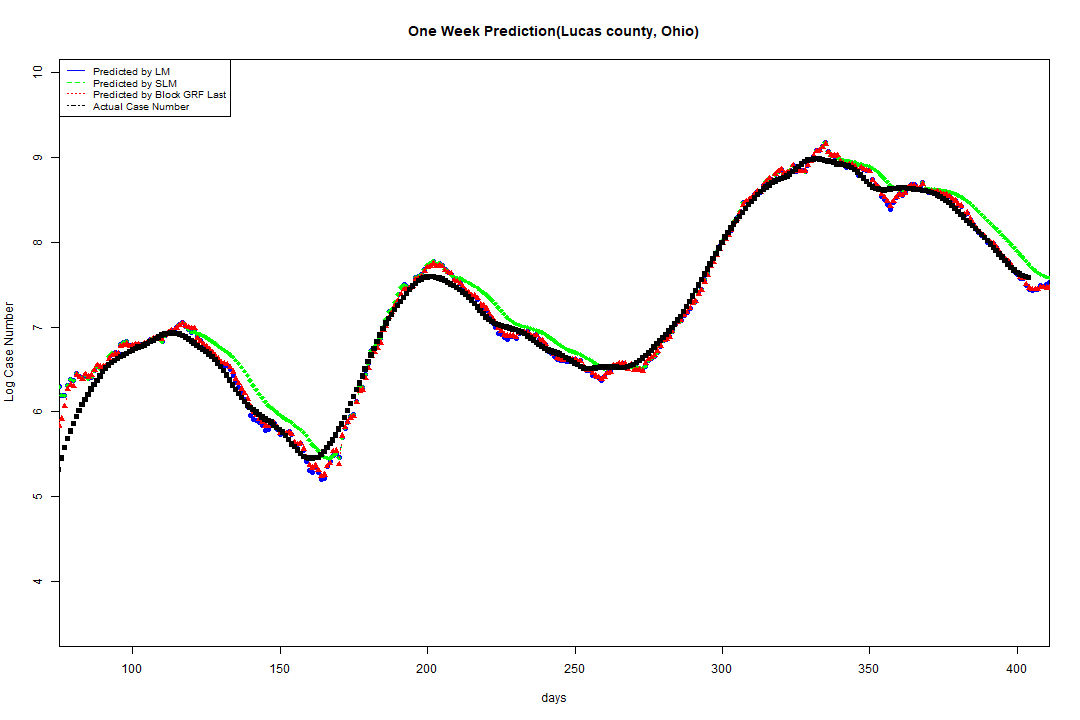 One Week Prediction(Lucas county, Ohio)
Predicted by LM
Predicted by SLM
Predicted by Block GRF Last
Actual Case Number
Log Case Number
10
9
8
7
6
5
4
100 150 200 250 300 350 400
days